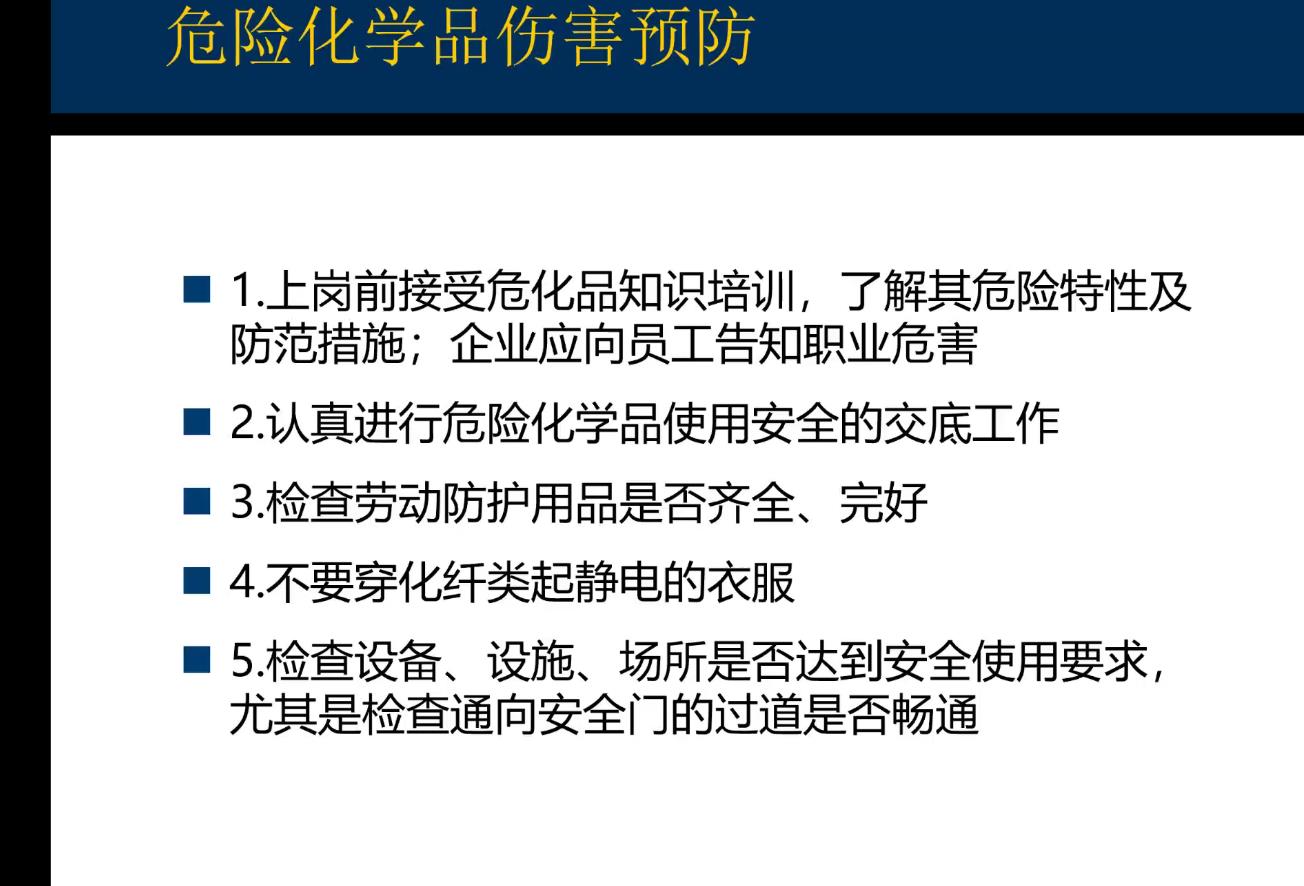 危险化学品伤害预防
1.上岗前接受危化品知识培训，了解其危险特性及
防范措施；企业应向员工告知职业危害
2.认真进行危险化学品使用安全的交底工作
3.检查劳动防护用品是否齐全、完好
4.不要穿化纤类起静电的衣服
5.检查设备、设施、场所是否达到安全使用要求，
尤其是检查通向安全门的过道是否畅通